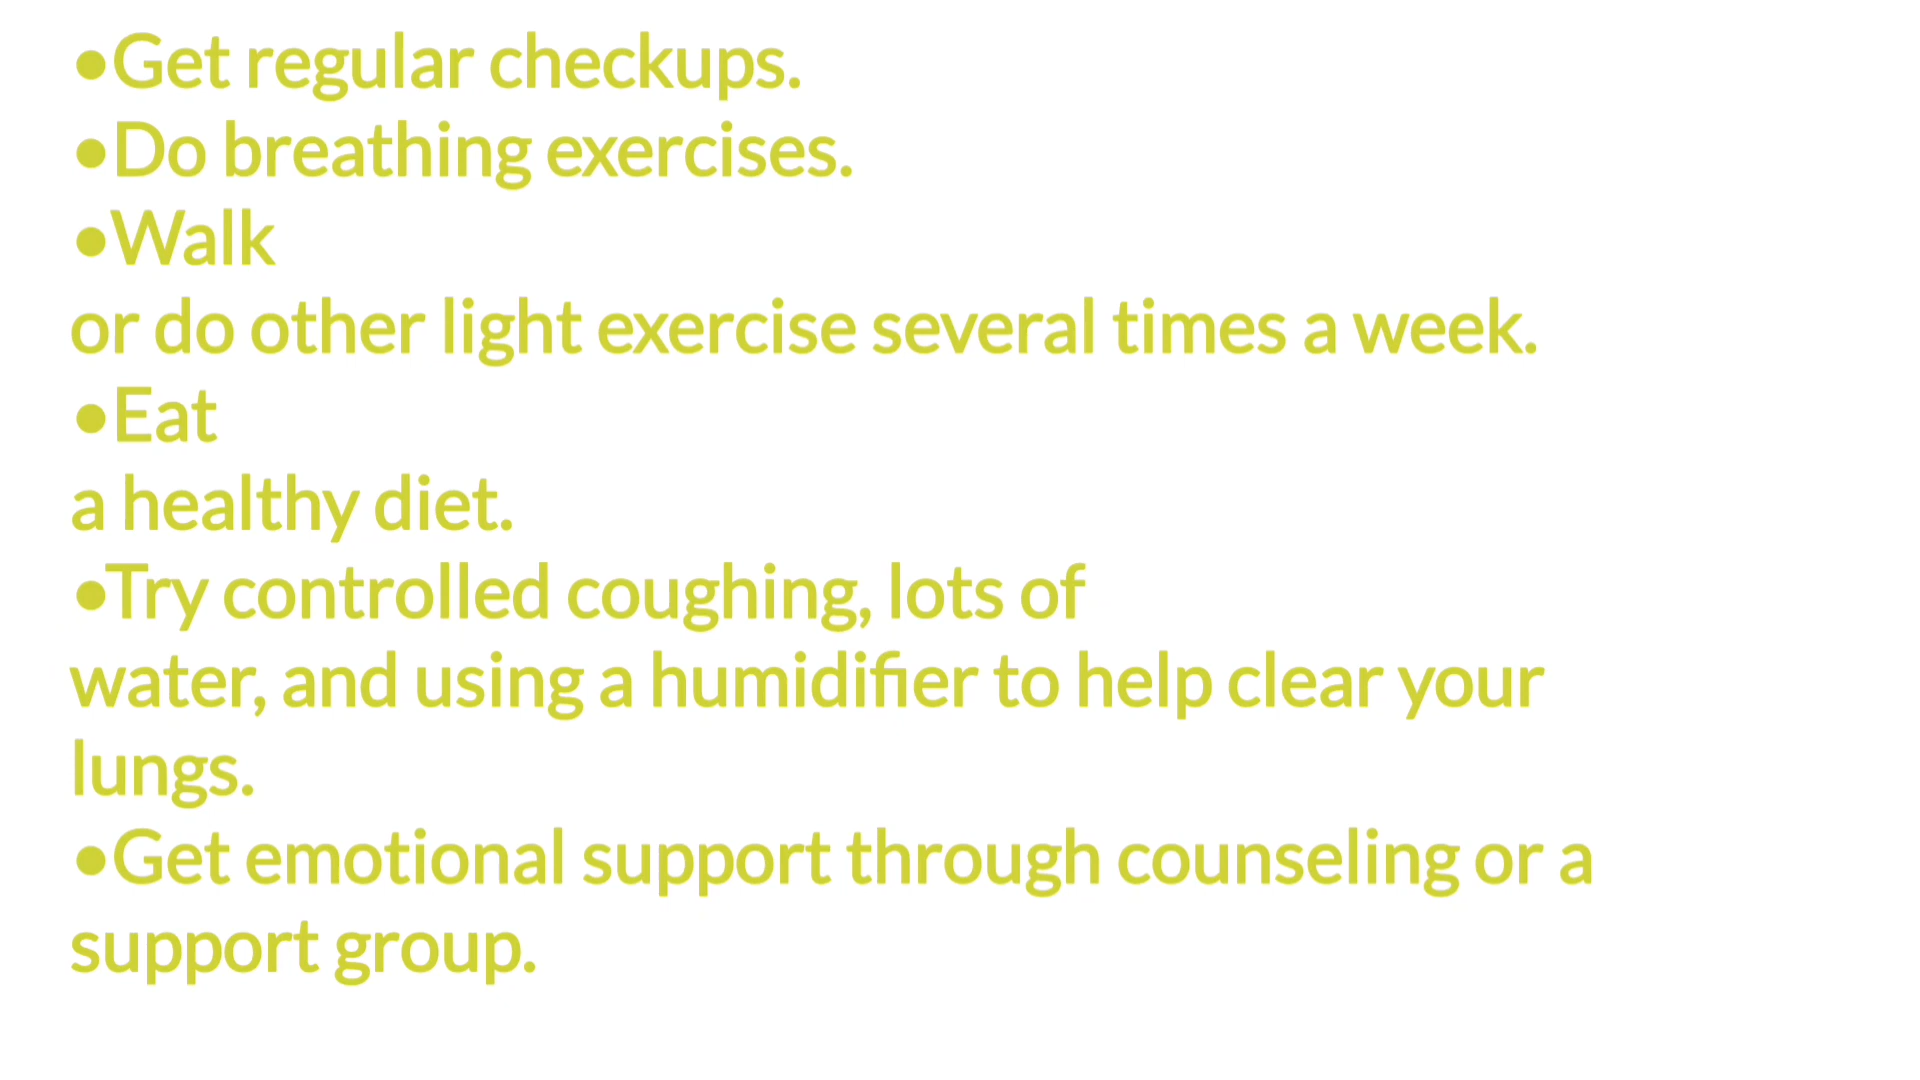 •Get regular checkups.
•Do breathing exercises.
•Walk
or do other light exercise several times a week.
•Eat
a healthy diet.
•Try controlled coughing, lots of
water, and using a humidifier to help clear your
lungs.
•Get emotional support through counseling or a
support group.